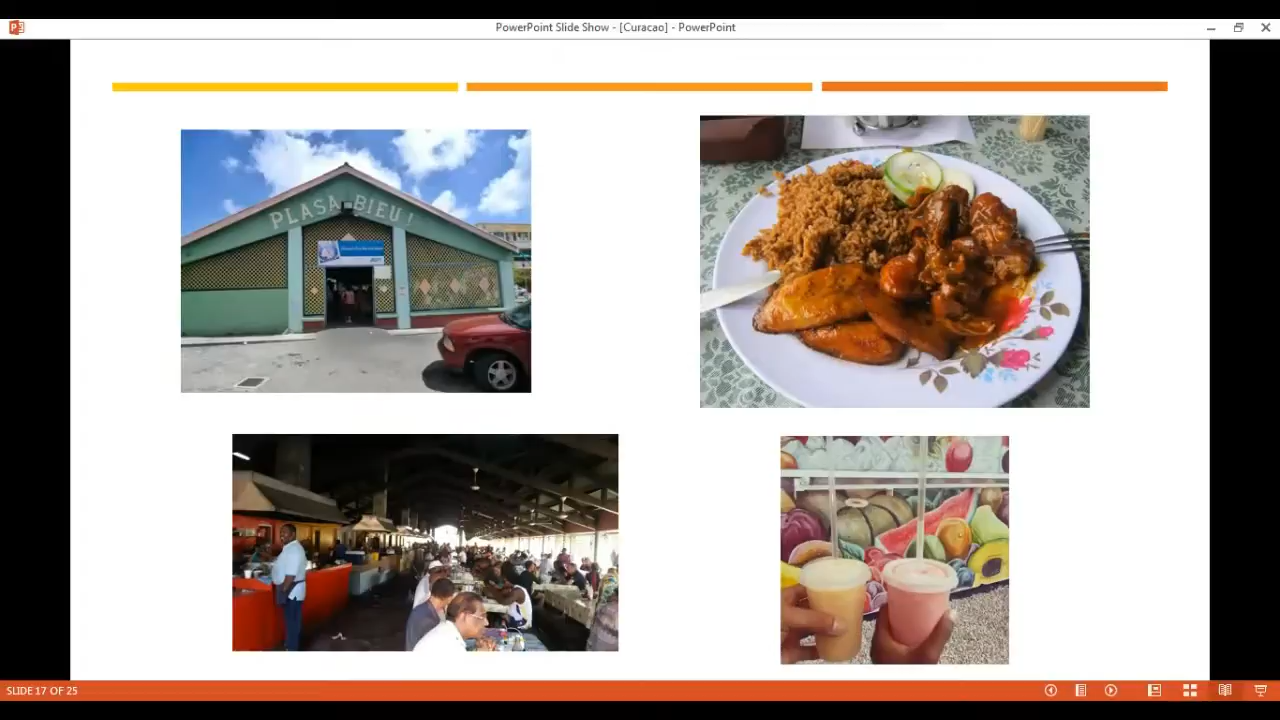 PowerPoint Slide Show - [Curacao] - PowerPoint
PLASA BIEU!
SLIDE 17 OF 25